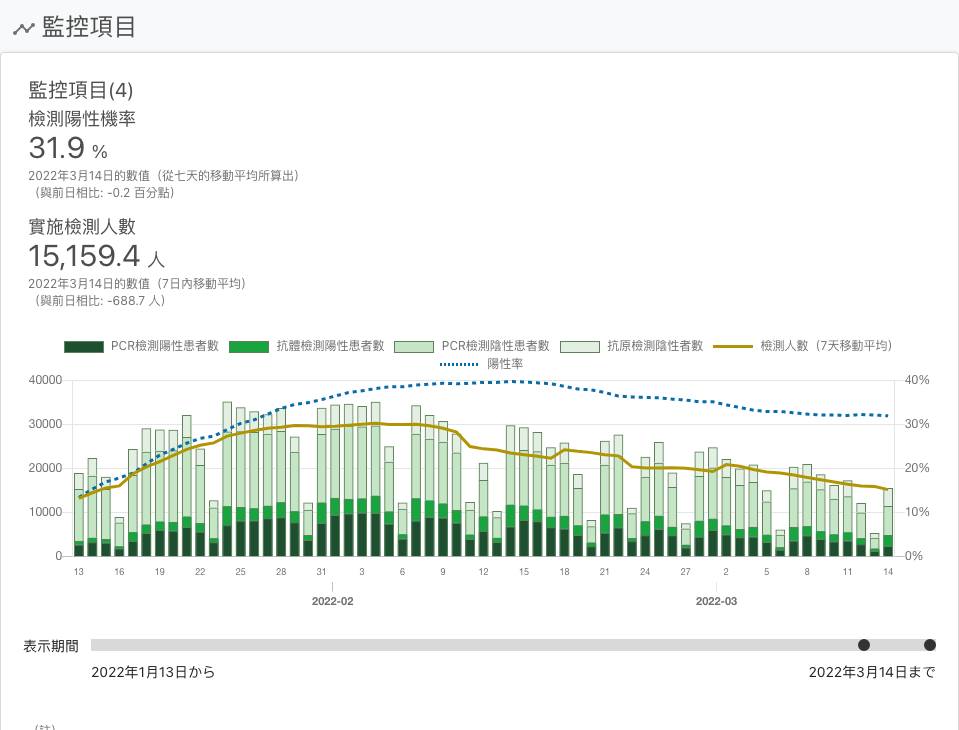 監控項目
監控項目(4)
檢測陽性機率
31.9 %
2022年3月14日的數值（從七天的移動平均所算出）
（與前日相比: -0.2 百分點）
實施檢測人數
15,159.4 人
2022年3月14日的數值（7日內移動平均）
（與前日相比: -688.7 人）
PCR檢測陽性患者數 抗體檢測陽性患者數 PCR檢測陰性患者數 抗原檢測陰性者數 檢測人數（7天移動平均）
陽性率
40000 40%
30000 30%
20000 20%
10000 10%
0 0%
13 16 19 22 25 28 31 3 6 9 12 15 18 21 24 27 2 5 8 11 14
2022-02 2022-03
表示期間
2022年1月13日から 2022年3月14日まで
（註）